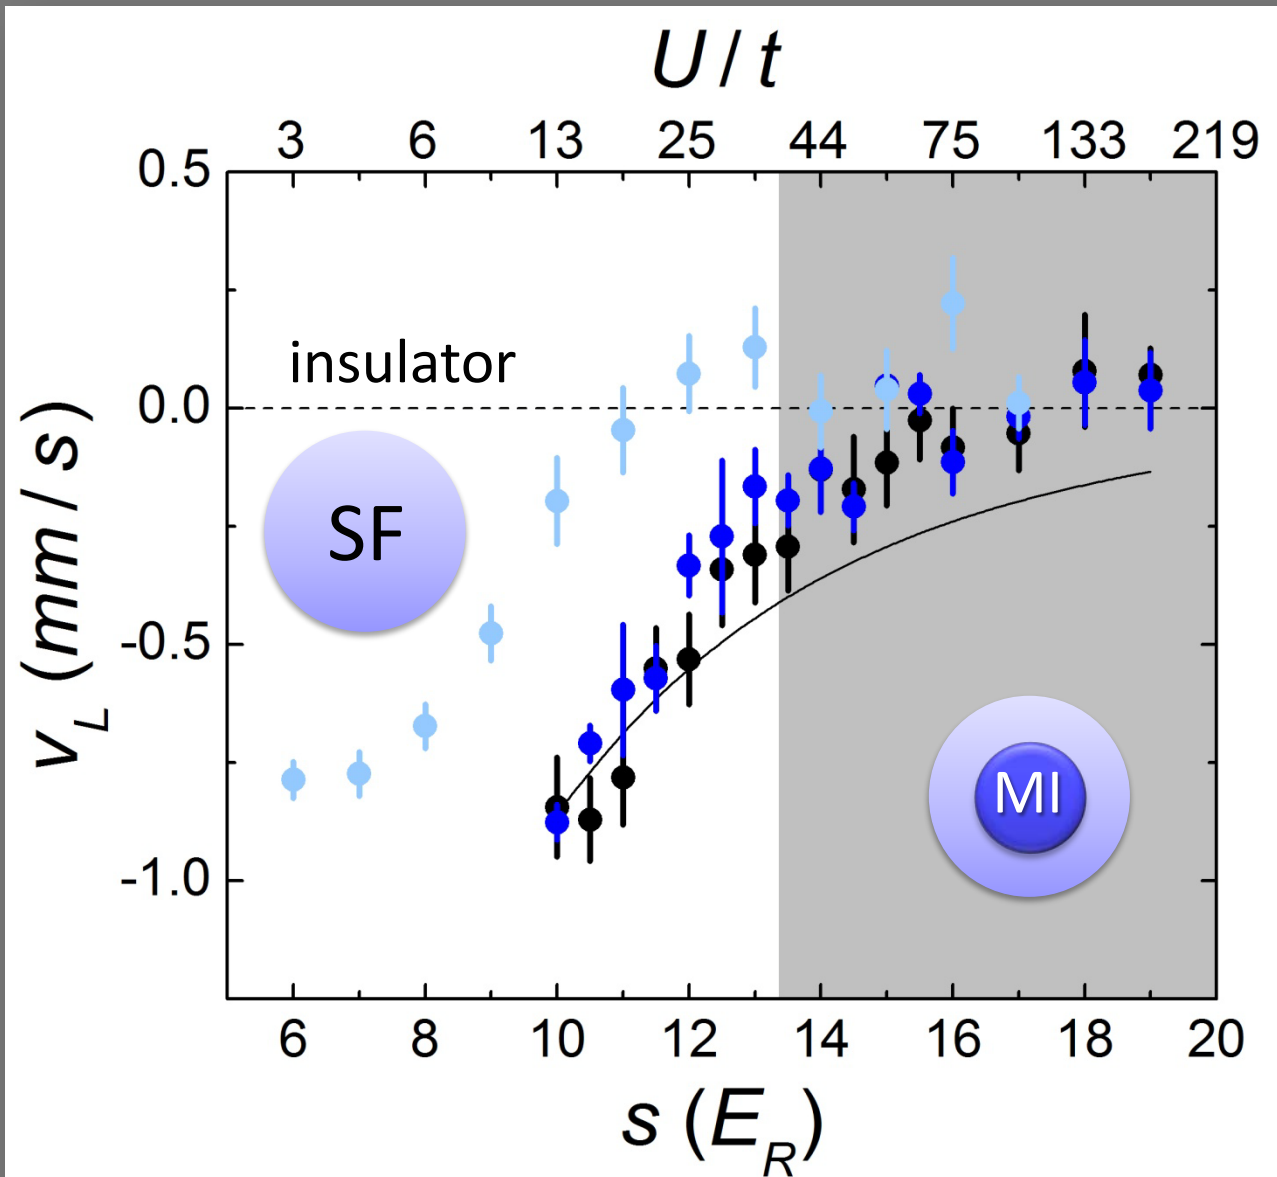 U / t
3 6 13 25 44 75 133 219
0.5
insulator
0.0
SF
-0.5
MI
-1.0
v_L (mm / s)
6 8 10 12 14 16 18 20
s (E_R)